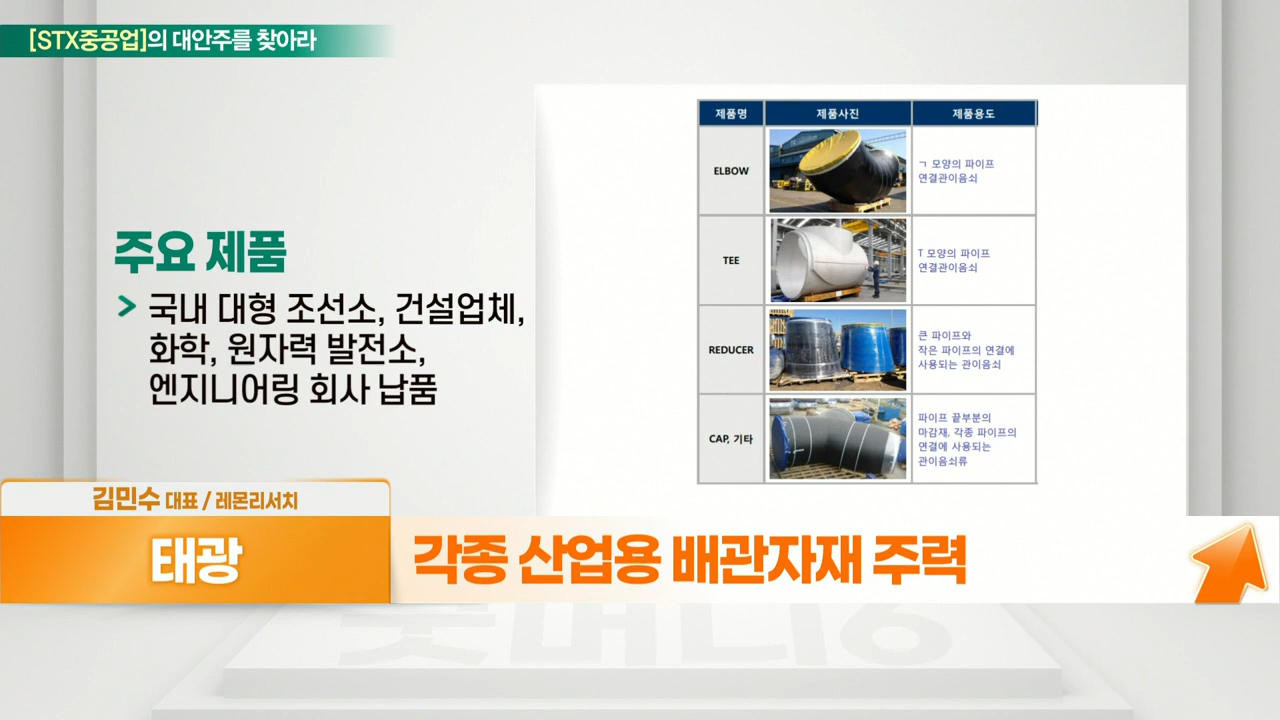 [STX중공업]의 대안주를 찾아라
주요 제품
국내 대형 조선소, 건설업체,
화학, 원자력 발전소,
엔지니어링 회사 납품
제품명 제품사진 제품용도
ELBOW
ㄱ 모양의 파이프
연결관이음쇠
TEE
T 모양의 파이프
연결관이음쇠
REDUCER
큰 파이프와
작은 파이프의 연결에
사용되는 관이음쇠
CAP, 기타
파이프 끝부분의
마감재, 각종 파이프의
연결에 사용되는
관이음쇠류
김민수 대표 / 레몬리서치
태광
각종 산업용 배관자재 주력